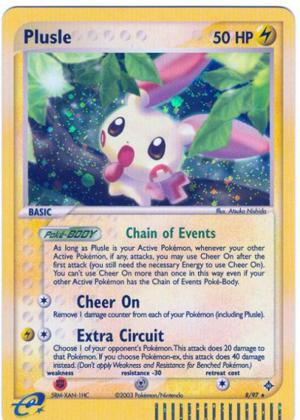 Plusle 50 HP
Illus. Atsuko Nishida
BASIC
Poké-BODY Chain of Events
As long as Plusle is your Active Pokémon, whenever your other
Active Pokémon, if any, attacks, you may use Cheer On after the
first attack (you still need the necessary Energy to use Cheer On).
You can't use Cheer On more than once in this way even if your
other Active Pokémon has the Chain of Events Poké-Body.
Cheer On
Remove 1 damage counter from each of your Pokémon (including Plusle).
Extra Circuit
Choose 1 of your opponent's Pokémon. This attack does 20 damage to
that Pokémon. If you choose Pokémon-ex, this attack does 40 damage
instead. (Don't apply Weakness and Resistance for Benched Pokémon.)
weakness resistance -30 retreat cost
SRM-XAN-1HC ©2003 Pokémon/Nintendo 8/97 ★
e